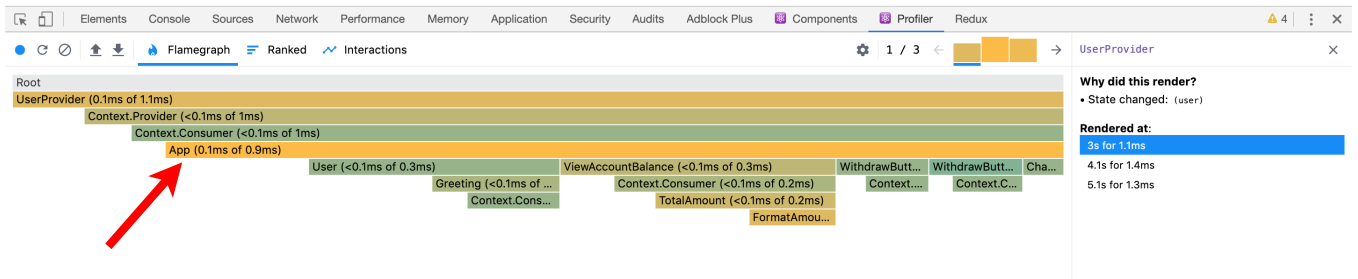 Elements Console Sources Network Performance Memory Application Security Audits Adblock Plus Components Profiler Redux 4
Flamegraph Ranked Interactions 1 / 3 UserProvider
Root
UserProvider (0.1ms of 1.1ms)
Context.Provider (<0.1ms of 1ms)
Context.Consumer (<0.1ms of 1ms)
App (0.1ms of 0.9ms)
User (<0.1ms of 0.3ms) ViewAccountBalance (<0.1ms of 0.3ms) WithdrawButt... WithdrawButt... Cha...
Greeting (<0.1ms of ... Context.Consumer (<0.1ms of 0.2ms) Context.... Context.C...
Context.Cons... TotalAmount (<0.1ms of 0.2ms)
FormatAmou...
Why did this render?
• State changed: (user)
Rendered at:
3s for 1.1ms
4.1s for 1.4ms
5.1s for 1.3ms